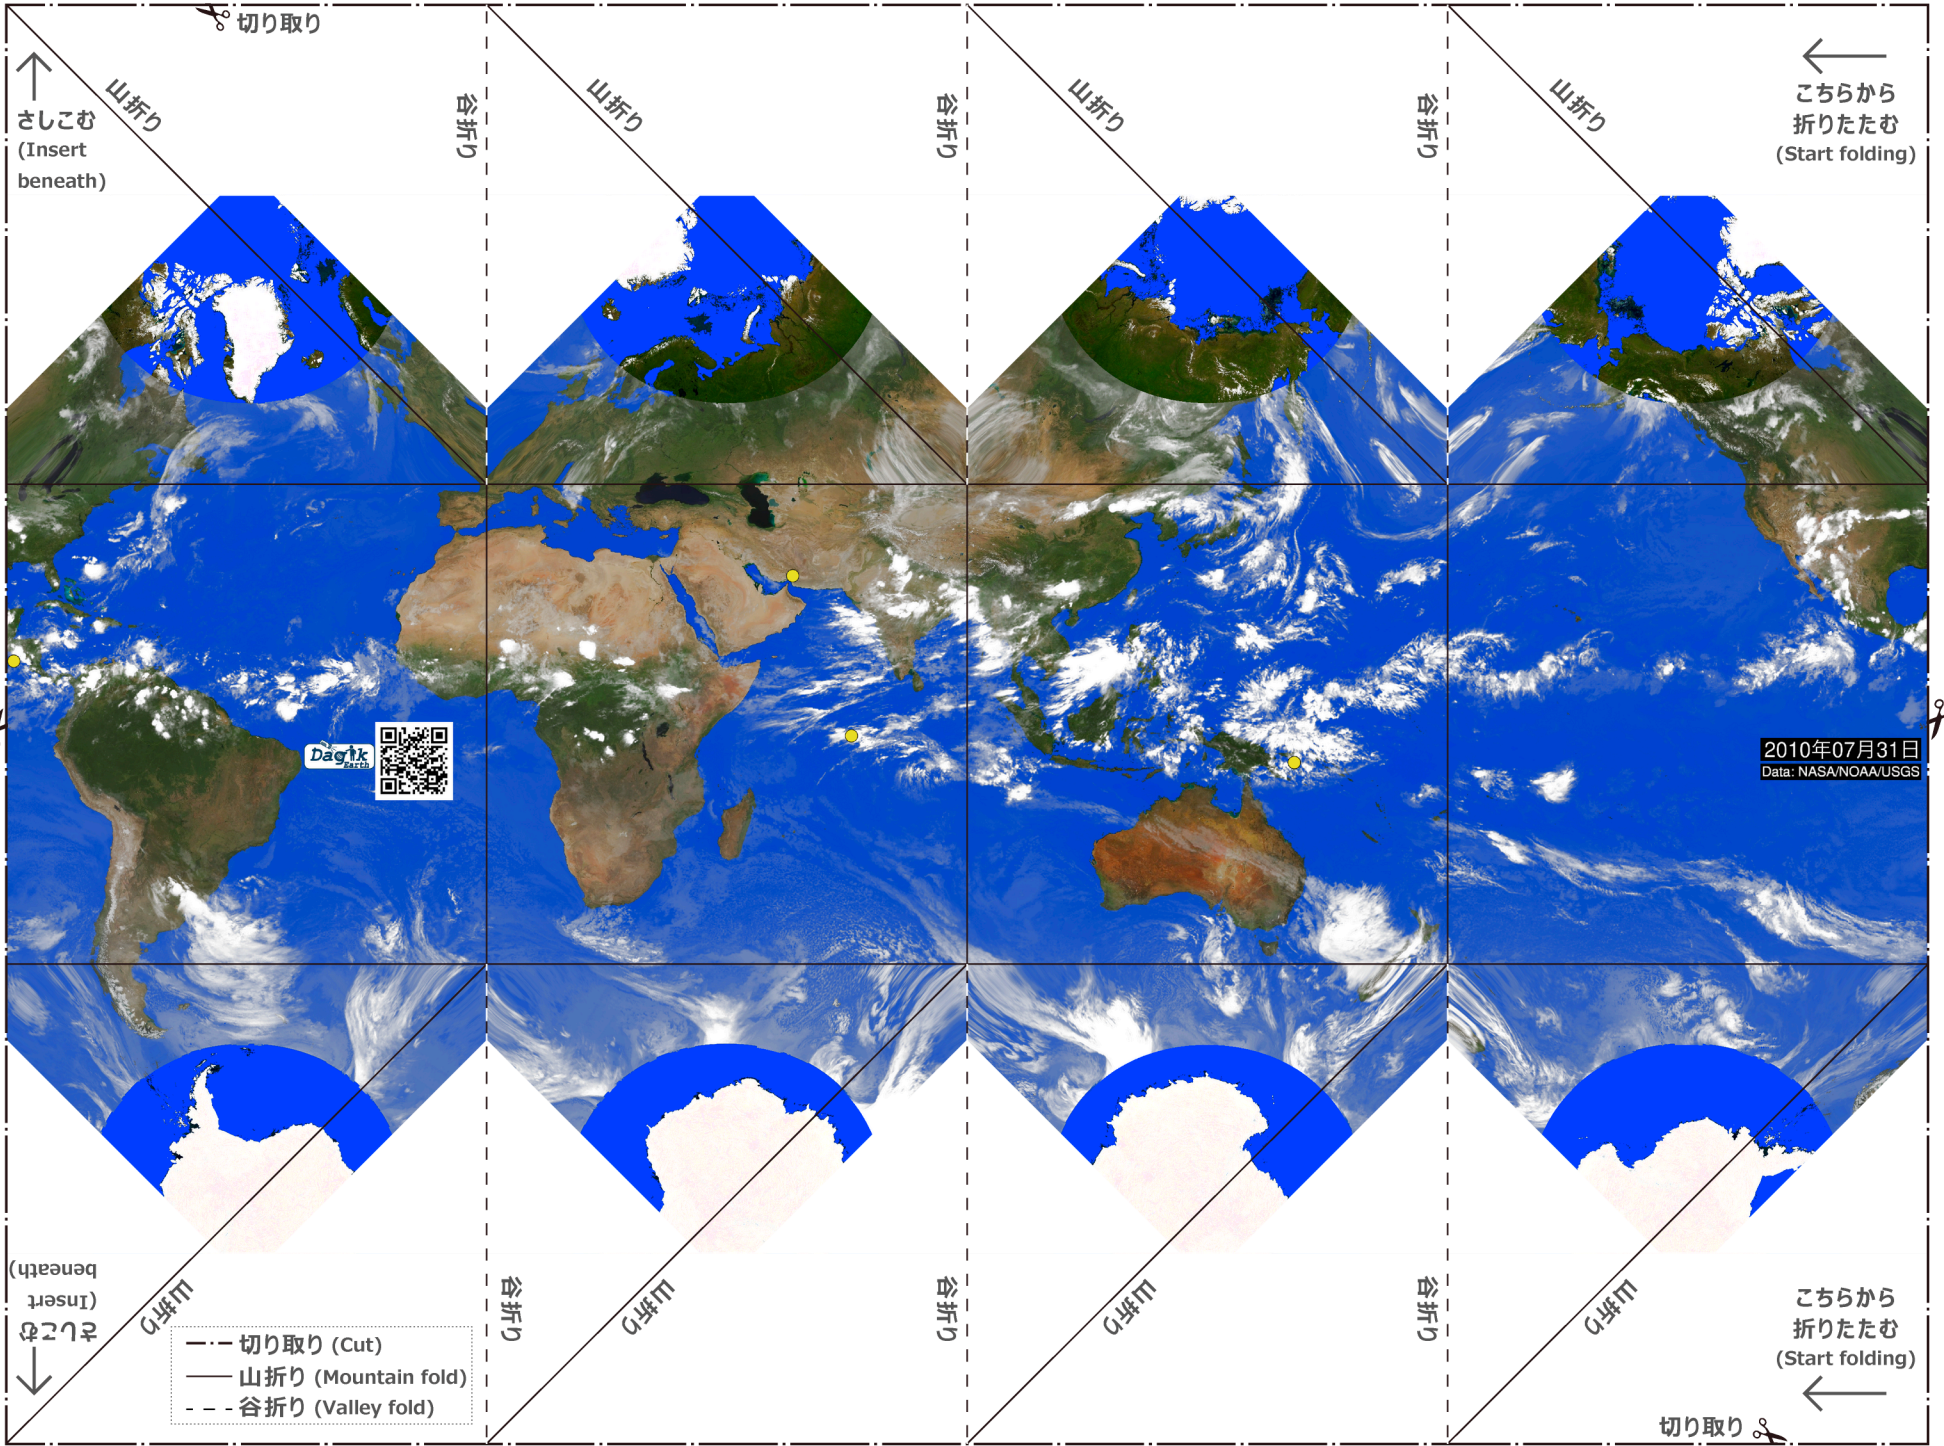 切り取り
山折り
谷折り
山折り
谷折り
山折り
谷折り
山折り
さしこむ
(Insert
beneath)
こちらから
折りたたむ
(Start folding)
Dagik
Earth
2010年07月31日
Data: NASA/NOAA/USGS
さしこむ
(Insert
beneath)
山折り
谷折り
山折り
谷折り
山折り
谷折り
山折り
こちらから
折りたたむ
(Start folding)
切り取り (Cut)
山折り (Mountain fold)
谷折り (Valley fold)
切り取り